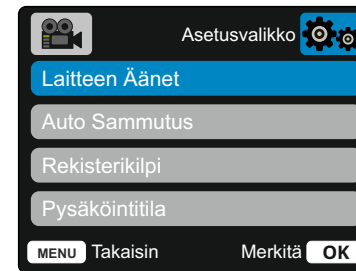 Asetusvalikko
Laitteen Äänet
Auto Sammutus
Rekisterikilpi
Pysäköintitila
MENU Takaisin Merkitä OK